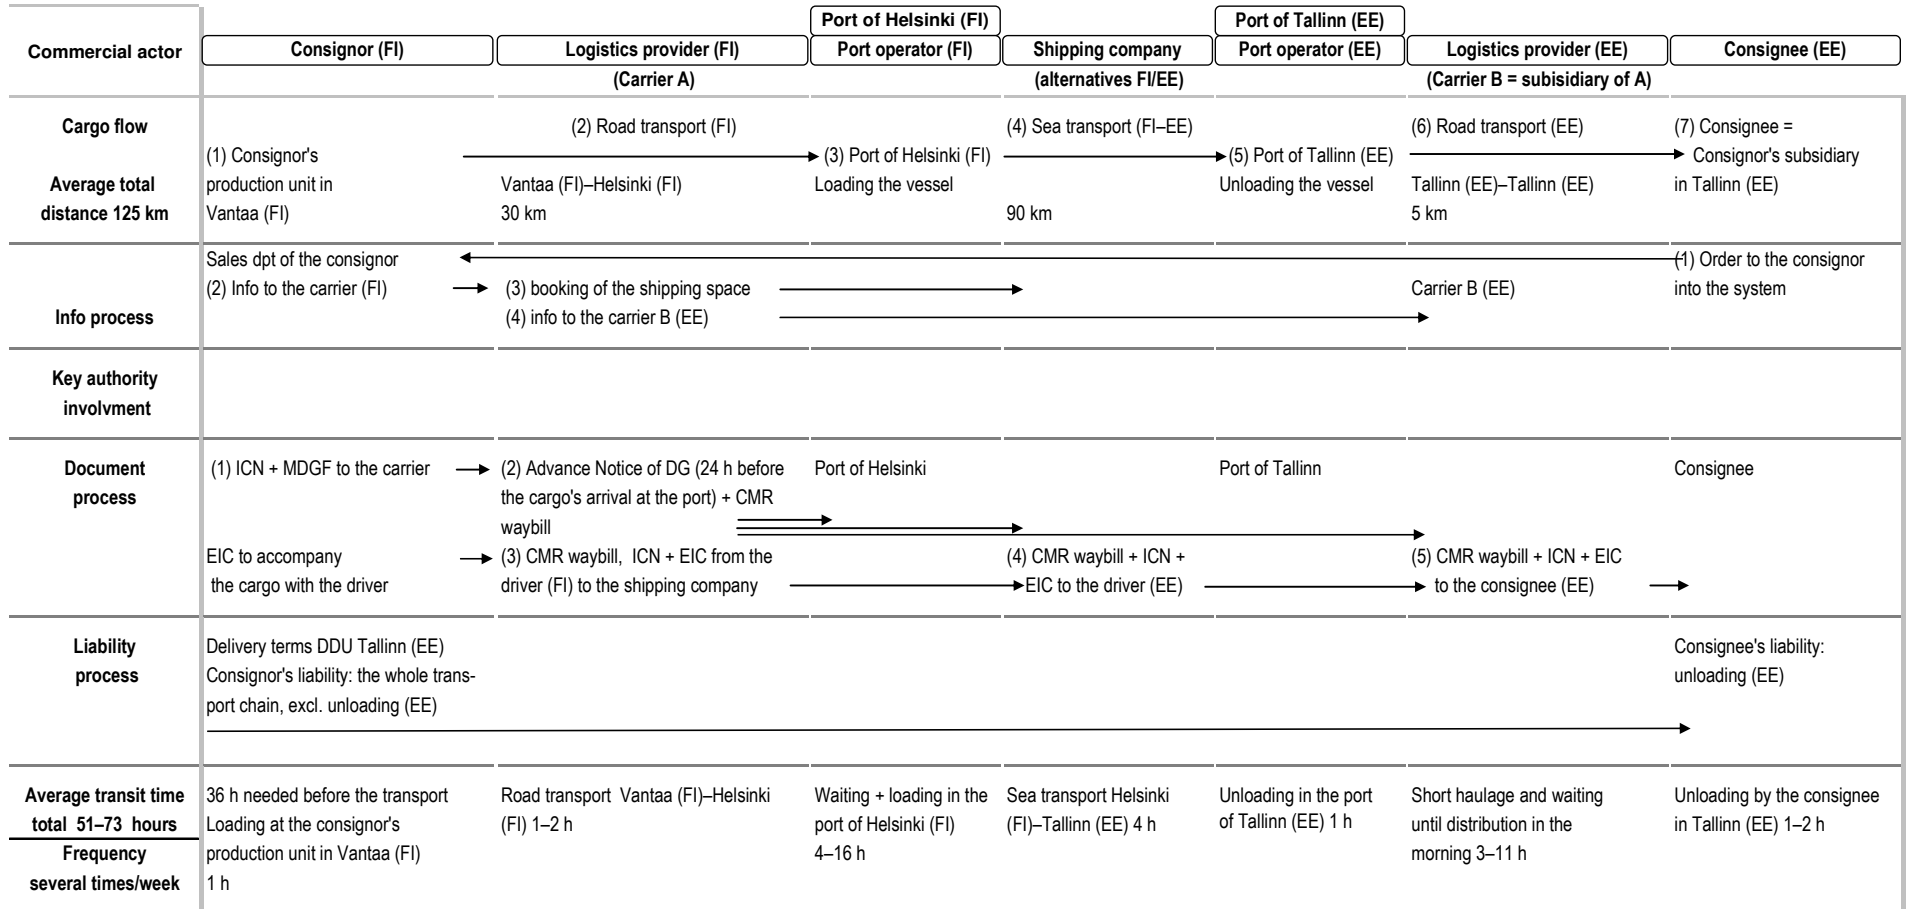 Port of Helsinki (FI) Port of Tallinn (EE)
Commercial actor Consignor (FI) Logistics provider (FI) Port operator (FI) Shipping company Port operator (EE) Logistics provider (EE) Consignee (EE)
(Carrier A) (alternatives FI/EE) (Carrier B = subisidiary of A)
Cargo flow (2) Road transport (FI) (4) Sea transport (FI–EE) (6) Road transport (EE) (7) Consignee =
(1) Consignor's (3) Port of Helsinki (FI) (5) Port of Tallinn (EE) Consignor's subsidiary
Average total production unit in Vantaa (FI)–Helsinki (FI) Loading the vessel Unloading the vessel Tallinn (EE)–Tallinn (EE) in Tallinn (EE)
distance 125 km Vantaa (FI) 30 km 90 km 5 km
Sales dpt of the consignor (1) Order to the consignor
(2) Info to the carrier (FI) (3) booking of the shipping space Carrier B (EE) into the system
Info process (4) info to the carrier B (EE)
Key authority
involvment
Document (1) ICN + MDGF to the carrier (2) Advance Notice of DG (24 h before Port of Helsinki Port of Tallinn Consignee
process the cargo's arrival at the port) + CMR
waybill
EIC to accompany (3) CMR waybill, ICN + EIC from the (4) CMR waybill + ICN + (5) CMR waybill + ICN + EIC
the cargo with the driver driver (FI) to the shipping company EIC to the driver (EE) to the consignee (EE)
Liability Delivery terms DDU Tallinn (EE) Consignee's liability:
process Consignor's liability: the whole trans- unloading (EE)
port chain, excl. unloading (EE)
Average transit time 36 h needed before the transport Road transport Vantaa (FI)–Helsinki Waiting + loading in the Sea transport Helsinki Unloading in the port Short haulage and waiting Unloading by the consignee
total 51–73 hours Loading at the consignor's (FI) 1–2 h port of Helsinki (FI) (FI)–Tallinn (EE) 4 h of Tallinn (EE) 1 h until distribution in the in Tallinn (EE) 1–2 h
Frequency production unit in Vantaa (FI) 4–16 h morning 3–11 h
several times/week 1 h